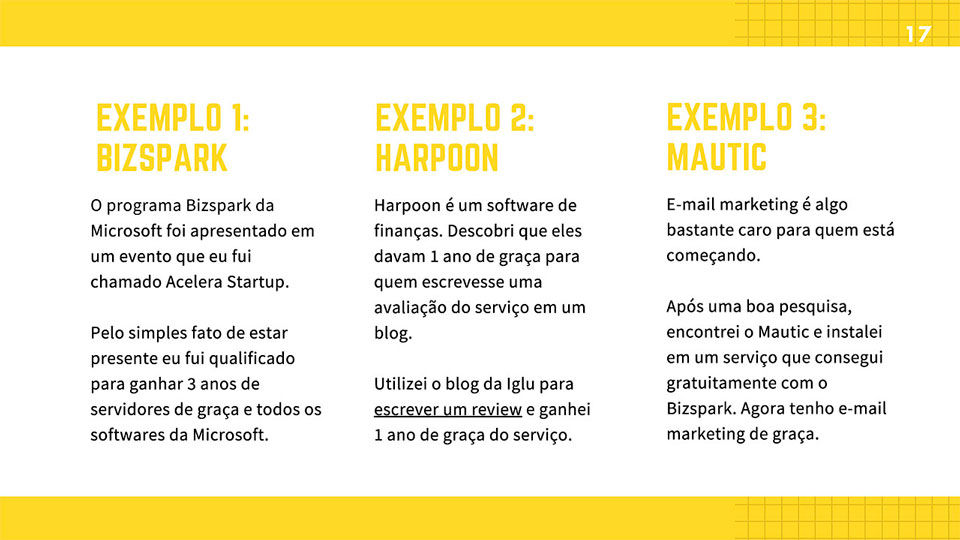 17
EXEMPLO 1:
BIZSPARK
O programa Bizspark da
Microsoft foi apresentado em
um evento que eu fui
chamado Acelera Startup.
Pelo simples fato de estar
presente eu fui qualificado
para ganhar 3 anos de
servidores de graça e todos os
softwares da Microsoft.
EXEMPLO 2:
HARPOON
Harpoon é um software de
finanças. Descobri que eles
davam 1 ano de graça para
quem escrevesse uma
avaliação do serviço em um
blog.
Utilizei o blog da Iglu para
escrever um review e ganhei
1 ano de graça do serviço.
EXEMPLO 3:
MAUTIC
E-mail marketing é algo
bastante caro para quem está
começando.
Após uma boa pesquisa,
encontrei o Mautic e instalei
em um serviço que consegui
gratuitamente com o
Bizspark. Agora tenho e-mail
marketing de graça.